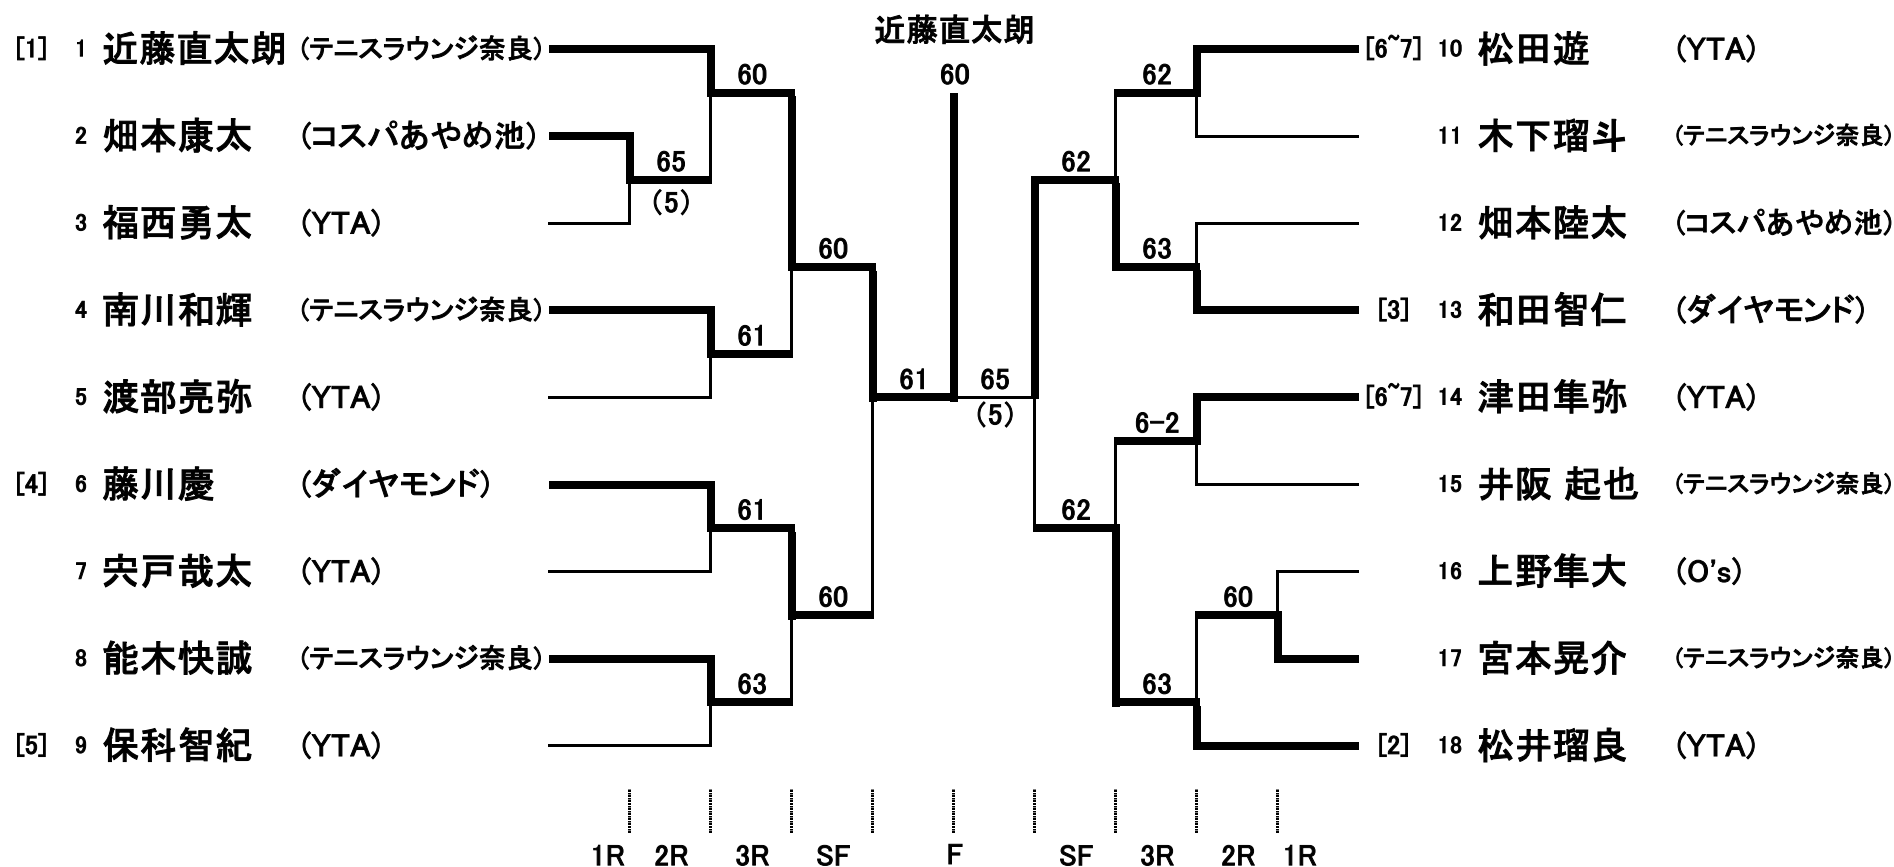 近藤直太朗
60
[1] 1 近藤直太朗 (テニスラウンジ奈良)
60
2 畑本康太 (コスパあやめ池)
65
(5)
3 福西勇太 (YTA)
60
4 南川和輝 (テニスラウンジ奈良)
61
5 渡部亮弥 (YTA)
61
[4] 6 藤川慶 (ダイヤモンド)
61
7 宍戸哉太 (YTA)
60
8 能木快誠 (テニスラウンジ奈良)
63
[5] 9 保科智紀 (YTA)
[6~7] 10 松田遊 (YTA)
62
11 木下瑠斗 (テニスラウンジ奈良)
62
12 畑本陸太 (コスパあやめ池)
63
[3] 13 和田智仁 (ダイヤモンド)
65
(5)
[6~7] 14 津田隼弥 (YTA)
6-2
15 井阪 起也 (テニスラウンジ奈良)
62
16 上野隼大 (O's)
60
17 宮本晃介 (テニスラウンジ奈良)
63
[2] 18 松井瑠良 (YTA)
1R 2R 3R SF F SF 3R 2R 1R